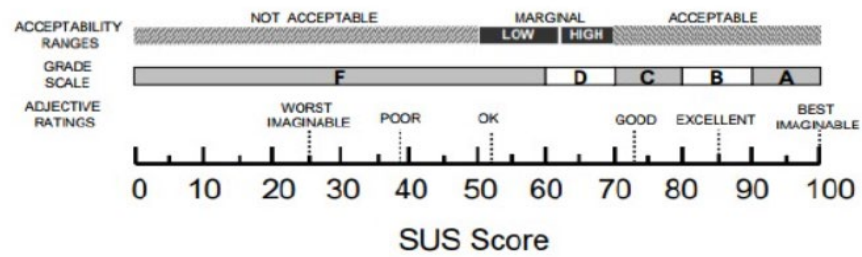 ACCEPTABILITY RANGES
NOT ACCEPTABLE
MARGINAL
ACCEPTABLE
LOW
HIGH
GRADE SCALE
F
D
C
B
A
ADJECTIVE RATINGS
WORST IMAGINABLE
POOR
OK
GOOD
EXCELLENT
BEST IMAGINABLE
0 10 20 30 40 50 60 70 80 90 100
SUS Score